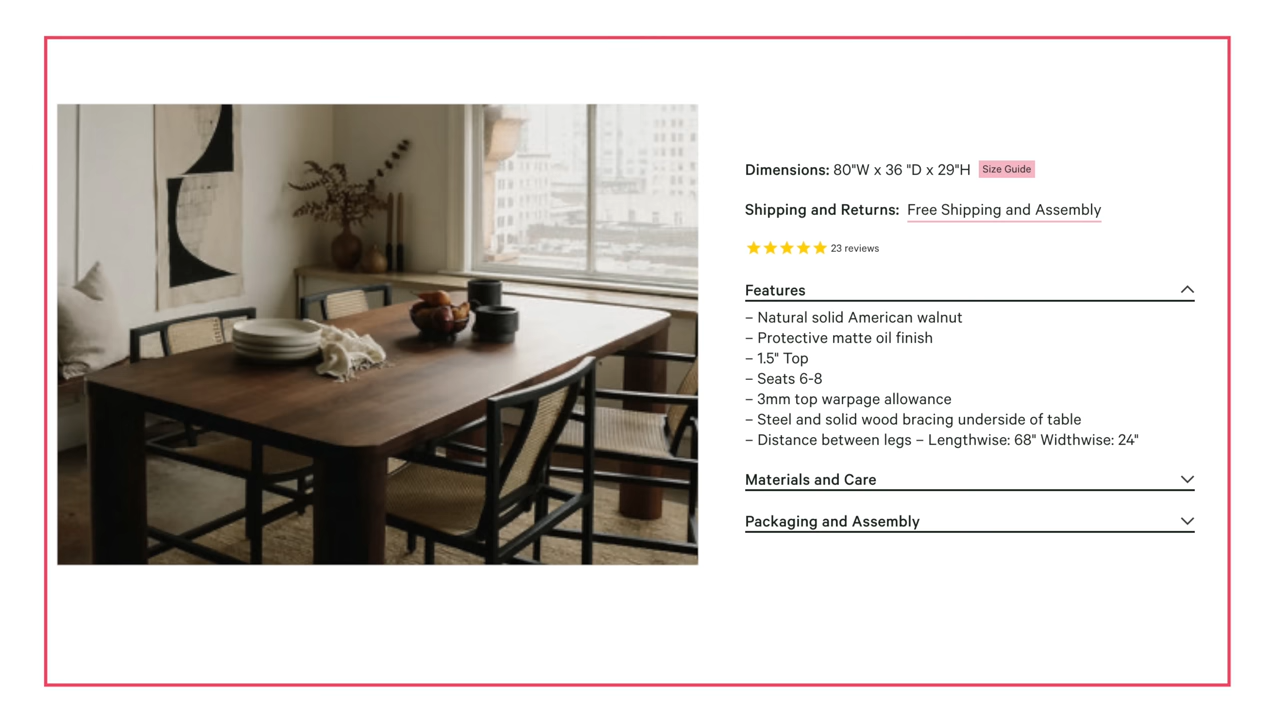 Dimensions: 80"W x 36 "D x 29"H Size Guide
Shipping and Returns: Free Shipping and Assembly
23 reviews
Features
– Natural solid American walnut
– Protective matte oil finish
– 1.5" Top
– Seats 6-8
– 3mm top warpage allowance
– Steel and solid wood bracing underside of table
– Distance between legs – Lengthwise: 68" Widthwise: 24"
Materials and Care
Packaging and Assembly